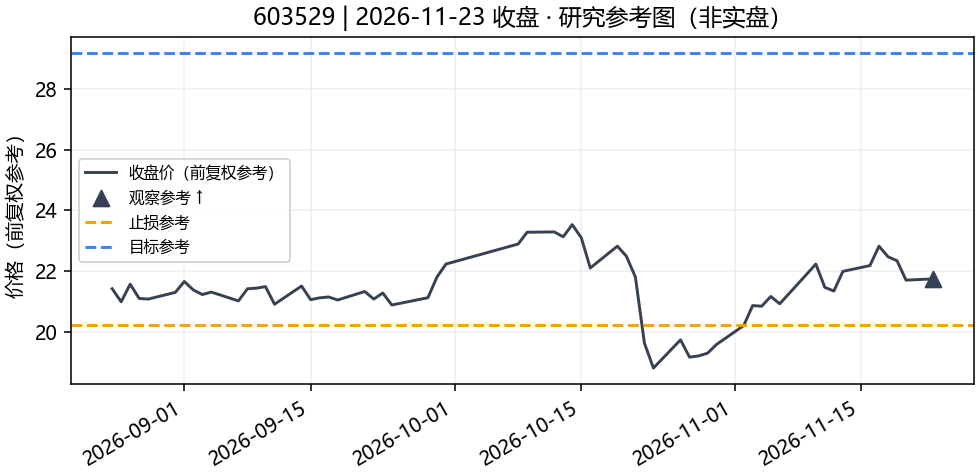 603529 | 2026-11-23 收盘 · 研究参考图（非实盘）
价格（前复权参考）
28
26
24
22
20
收盘价（前复权参考）
观察参考↑
止损参考
目标参考
2026-09-01
2026-09-15
2026-10-01
2026-10-15
2026-11-01
2026-11-15